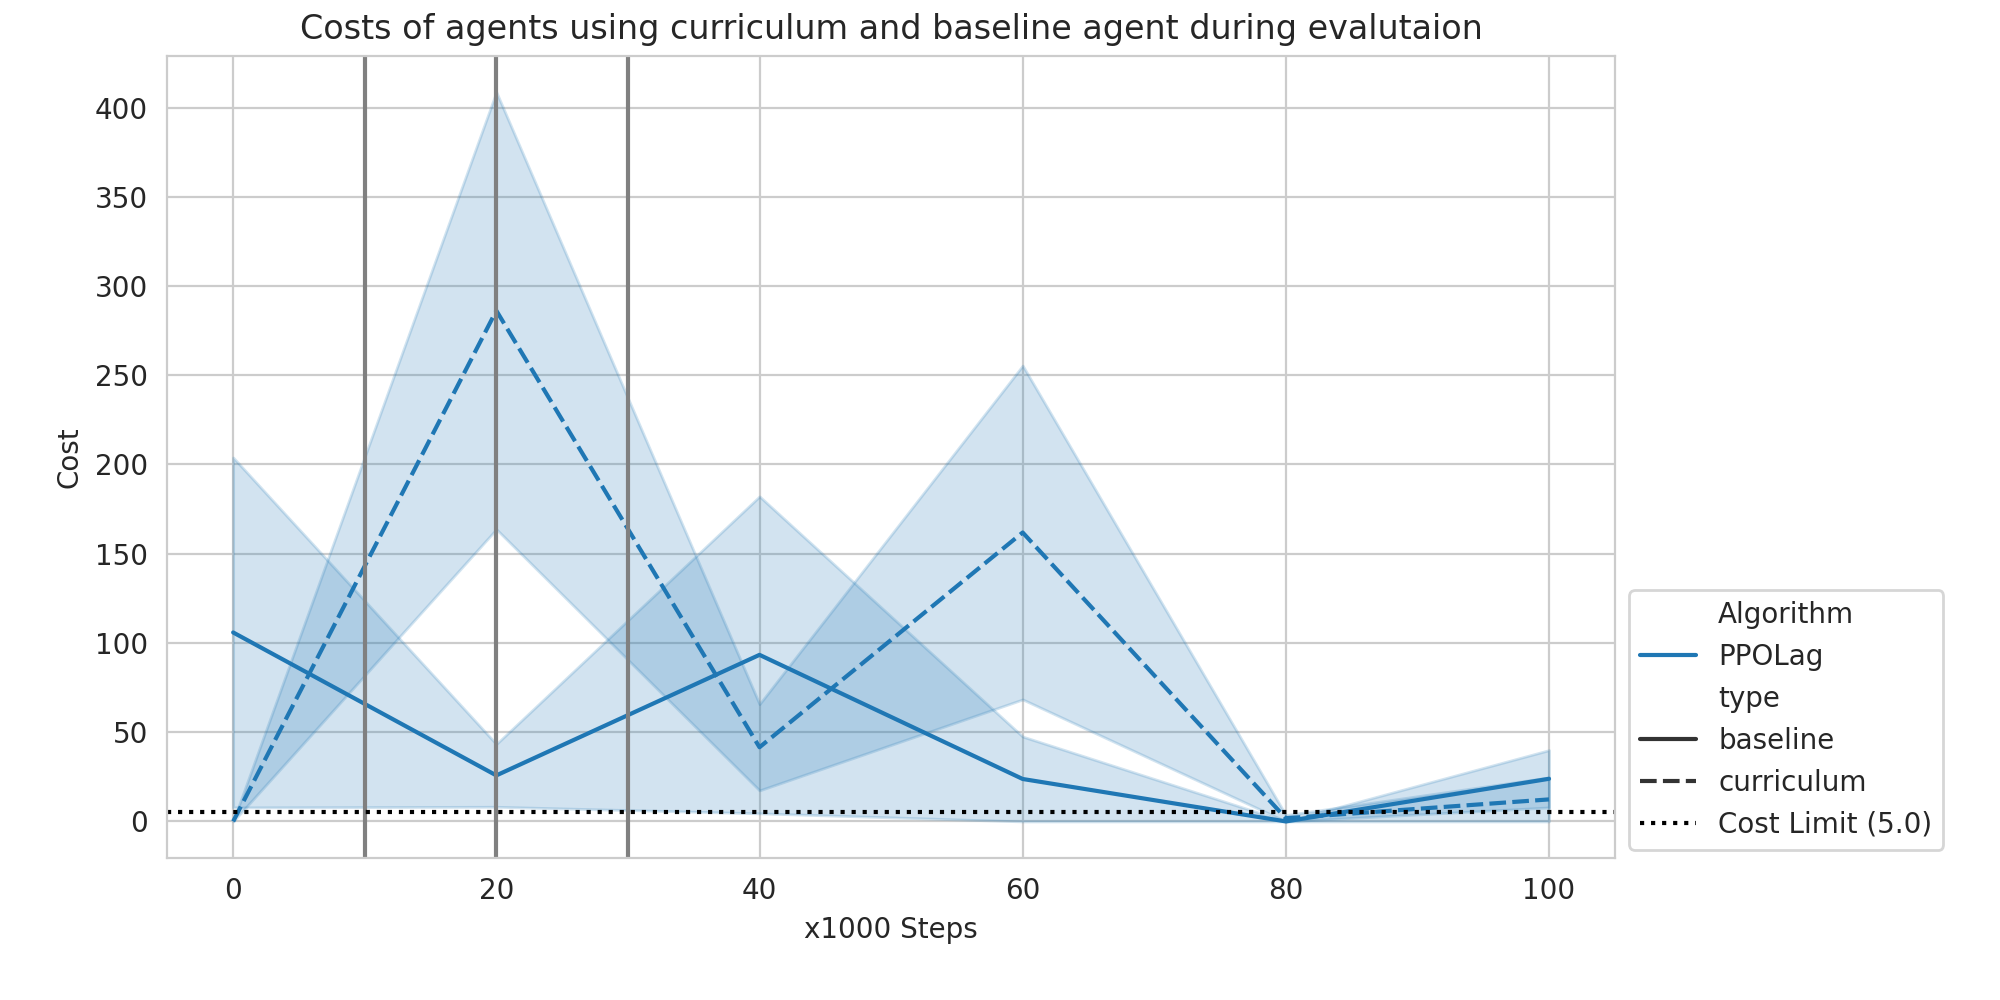 Costs of agents using curriculum and baseline agent during evalutaion
400
350
300
250
200
150
100
50
0
Cost
0 20 40 60 80 100
x1000 Steps
Algorithm
PPOLag
type
baseline
curriculum
Cost Limit (5.0)